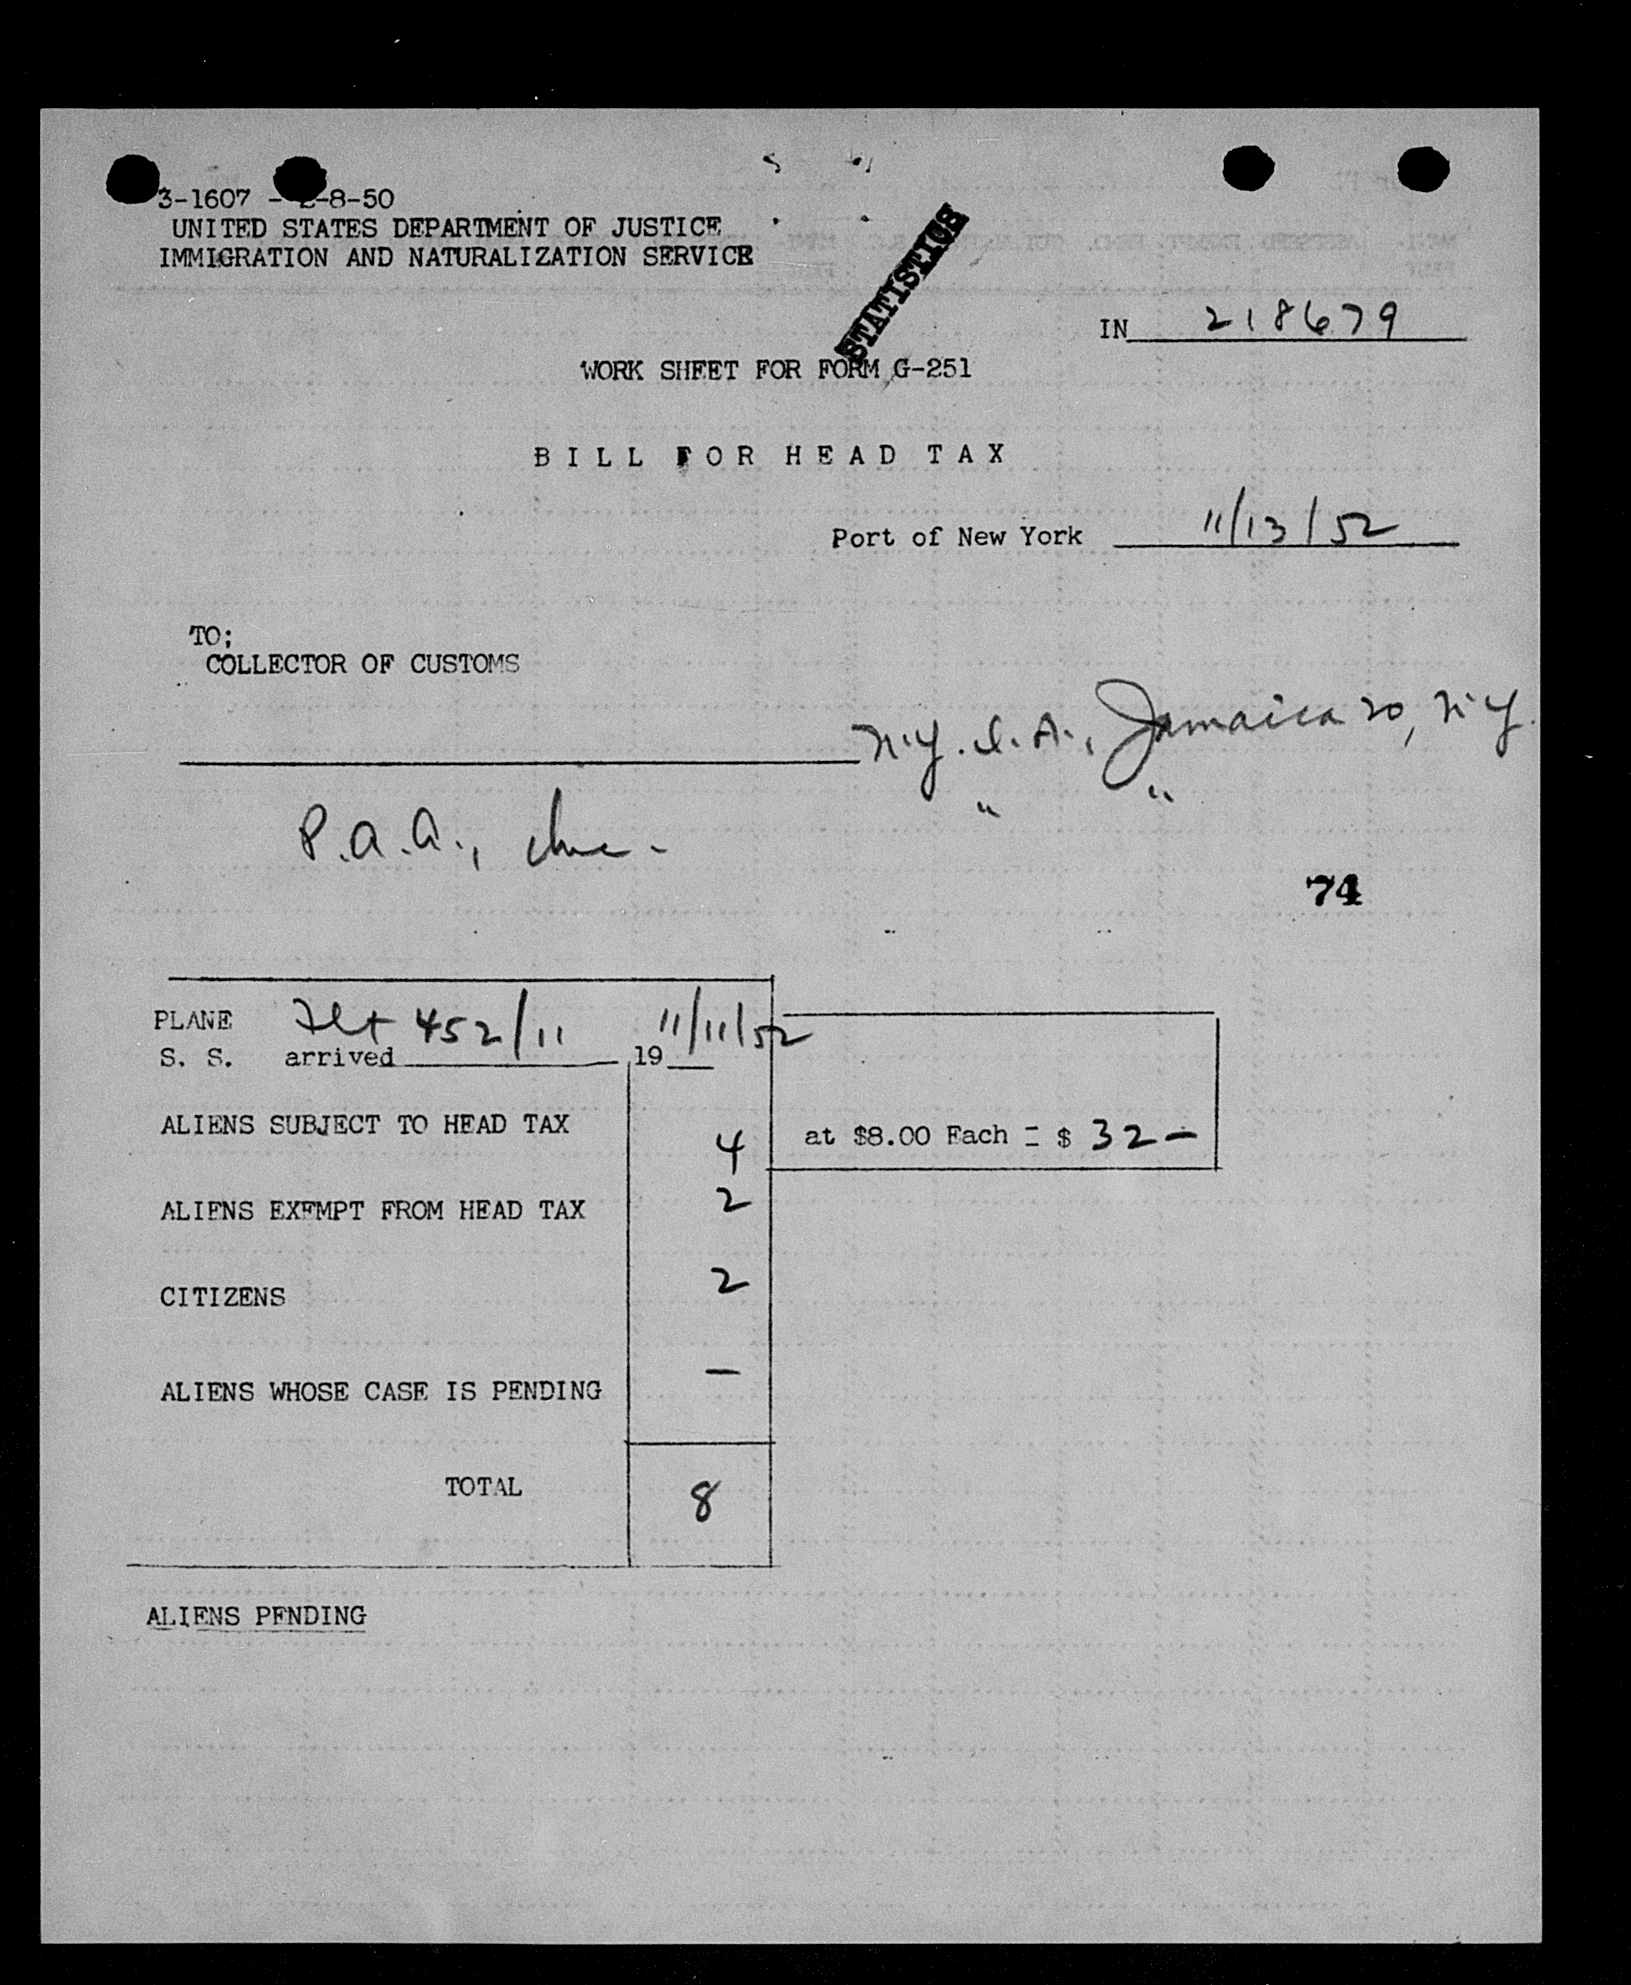 3-1607 - 2-8-50
UNITED STATES DEPARTMENT OF JUSTICE
IMMIGRATION AND NATURALIZATION SERVICE
STATISTICS
IN 218679
WORK SHEET FOR FORM G-251
BILL FOR HEAD TAX
Port of New York 11/13/52
TO;
COLLECTOR OF CUSTOMS
N.Y. I. A., Jamaica 20, N.Y.
" "
P.A.A., Inc.
74
PLANE Flt 452/11 11/11/52
S. S. arrived 19
ALIENS SUBJECT TO HEAD TAX 4 at $8.00 Each = $ 32 -
ALIENS EXEMPT FROM HEAD TAX 2
CITIZENS 2
ALIENS WHOSE CASE IS PENDING -
TOTAL 8
ALIENS PENDING